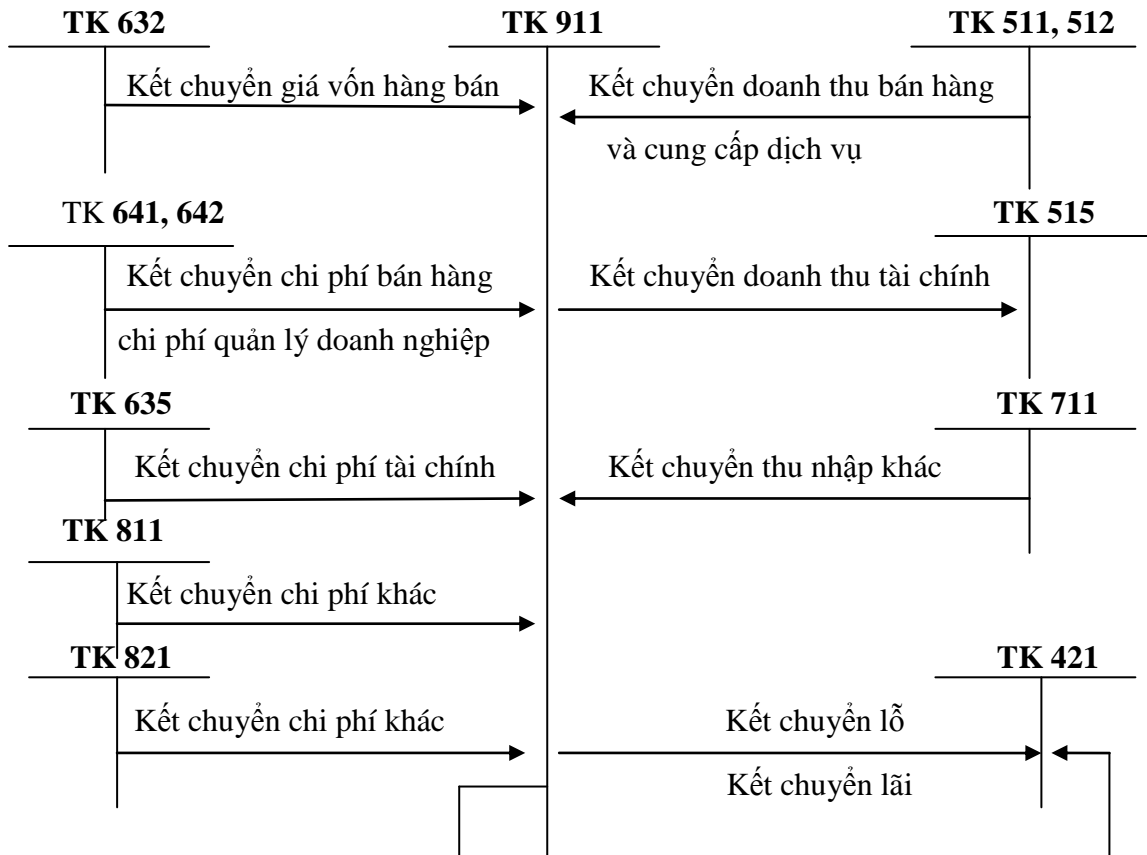 TK 632
TK 911
TK 511, 512
Kết chuyển giá vốn hàng bán
Kết chuyển doanh thu bán hàng
và cung cấp dịch vụ
TK 641, 642
TK 515
Kết chuyển chi phí bán hàng
Kết chuyển doanh thu tài chính
chi phí quản lý doanh nghiệp
TK 635
TK 711
Kết chuyển chi phí tài chính
Kết chuyển thu nhập khác
TK 811
Kết chuyển chi phí khác
TK 821
TK 421
Kết chuyển chi phí khác
Kết chuyển lỗ
Kết chuyển lãi